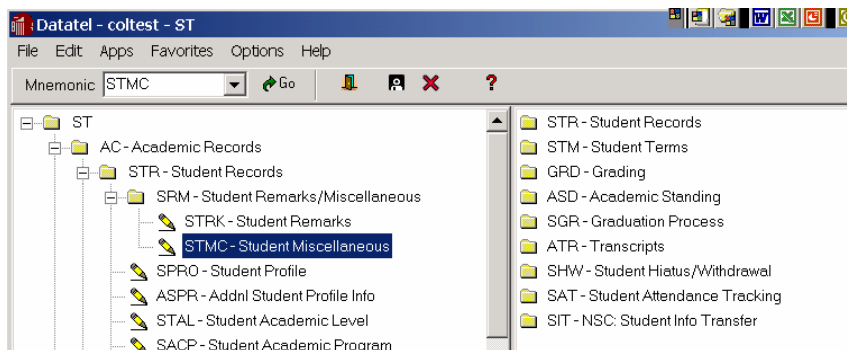 Datatel - coltest - ST
File Edit Apps Favorites Options Help
Mnemonic STMC Go ?
ST
AC - Academic Records
STR - Student Records
SRM - Student Remarks/Miscellaneous
STRK - Student Remarks
STMC - Student Miscellaneous
SPRO - Student Profile
ASPR - Addnl Student Profile Info
STAL - Student Academic Level
SACP - Student Academic Program
STR - Student Records
STM - Student Terms
GRD - Grading
ASD - Academic Standing
SGR - Graduation Process
ATR - Transcripts
SHW - Student Hiatus/Withdrawal
SAT - Student Attendance Tracking
SIT - NSC: Student Info Transfer